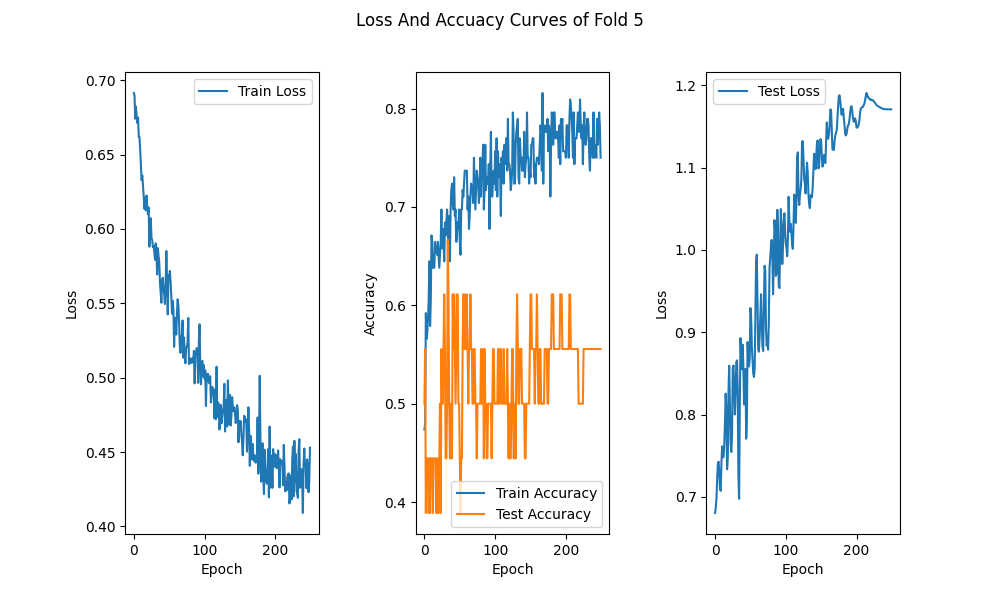 Loss And Accuacy Curves of Fold 5
0.70
0.65
0.60
0.55
0.50
0.45
0.40
Loss
0
100
200
Epoch
Train Loss
0.8
0.7
0.6
0.5
0.4
Accuracy
0
100
200
Epoch
Train Accuracy
Test Accuracy
1.2
1.1
1.0
0.9
0.8
0.7
Loss
0
100
200
Epoch
Test Loss